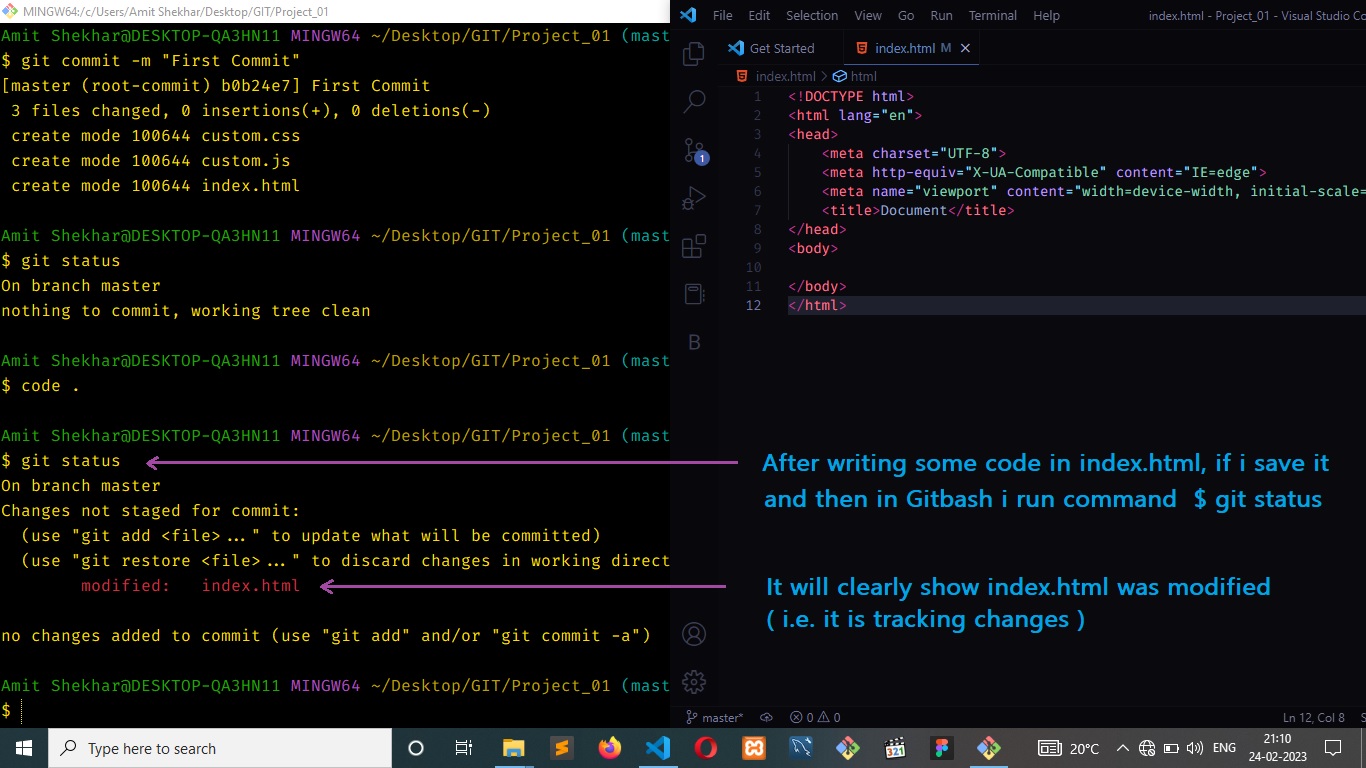 MINGW64:/c/Users/Amit Shekhar/Desktop/GIT/Project_01
Amit Shekhar@DESKTOP-QA3HN11 MINGW64 ~/Desktop/GIT/Project_01 (mast
$ git commit -m "First Commit"
[master (root-commit) b0b24e7] First Commit
 3 files changed, 0 insertions(+), 0 deletions(-)
 create mode 100644 custom.css
 create mode 100644 custom.js
 create mode 100644 index.html
Amit Shekhar@DESKTOP-QA3HN11 MINGW64 ~/Desktop/GIT/Project_01 (mast
$ git status
On branch master
nothing to commit, working tree clean
Amit Shekhar@DESKTOP-QA3HN11 MINGW64 ~/Desktop/GIT/Project_01 (mast
$ code .
Amit Shekhar@DESKTOP-QA3HN11 MINGW64 ~/Desktop/GIT/Project_01 (mast
$ git status
On branch master
Changes not staged for commit:
  (use "git add <file>..." to update what will be committed)
  (use "git restore <file>..." to discard changes in working direct
        modified:   index.html
no changes added to commit (use "git add" and/or "git commit -a")
Amit Shekhar@DESKTOP-QA3HN11 MINGW64 ~/Desktop/GIT/Project_01 (mast
$
File Edit Selection View Go Run Terminal Help index.html - Project_01 - Visual Studio Co
Get Started index.html M
index.html > html
1 <!DOCTYPE html>
2 <html lang="en">
3 <head>
4     <meta charset="UTF-8">
5     <meta http-equiv="X-UA-Compatible" content="IE=edge">
6     <meta name="viewport" content="width=device-width, initial-scale=
7     <title>Document</title>
8 </head>
9 <body>
10
11 </body>
12 </html>
1
B
After writing some code in index.html, if i save it
and then in Gitbash i run command $ git status
It will clearly show index.html was modified
( i.e. it is tracking changes )
master* 0 0 Ln 12, Col 8 S
Type here to search
321
20°C ENG 21:10
24-02-2023